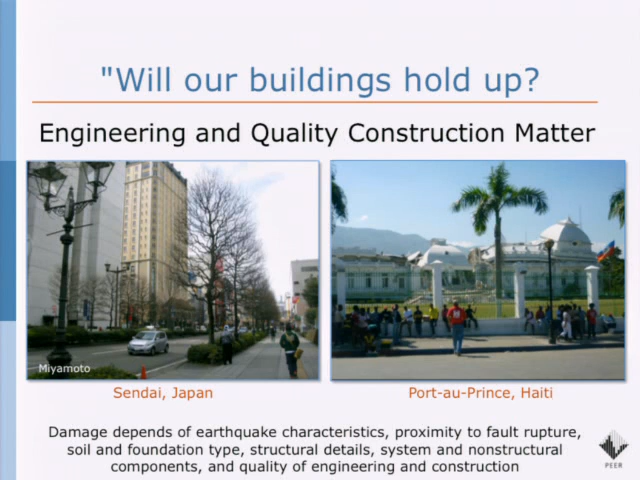 "Will our buildings hold up?
Engineering and Quality Construction Matter
Miyamoto
Sendai, Japan
Port-au-Prince, Haiti
Damage depends of earthquake characteristics, proximity to fault rupture,
soil and foundation type, structural details, system and nonstructural
components, and quality of engineering and construction
PEER